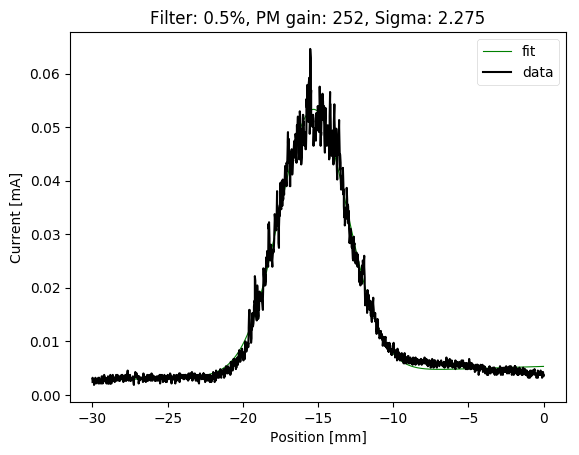 Filter: 0.5%, PM gain: 252, Sigma: 2.275
fit
data
0.06
0.05
0.04
0.03
0.02
0.01
0.00
Current [mA]
−30 −25 −20 −15 −10 −5 0
Position [mm]